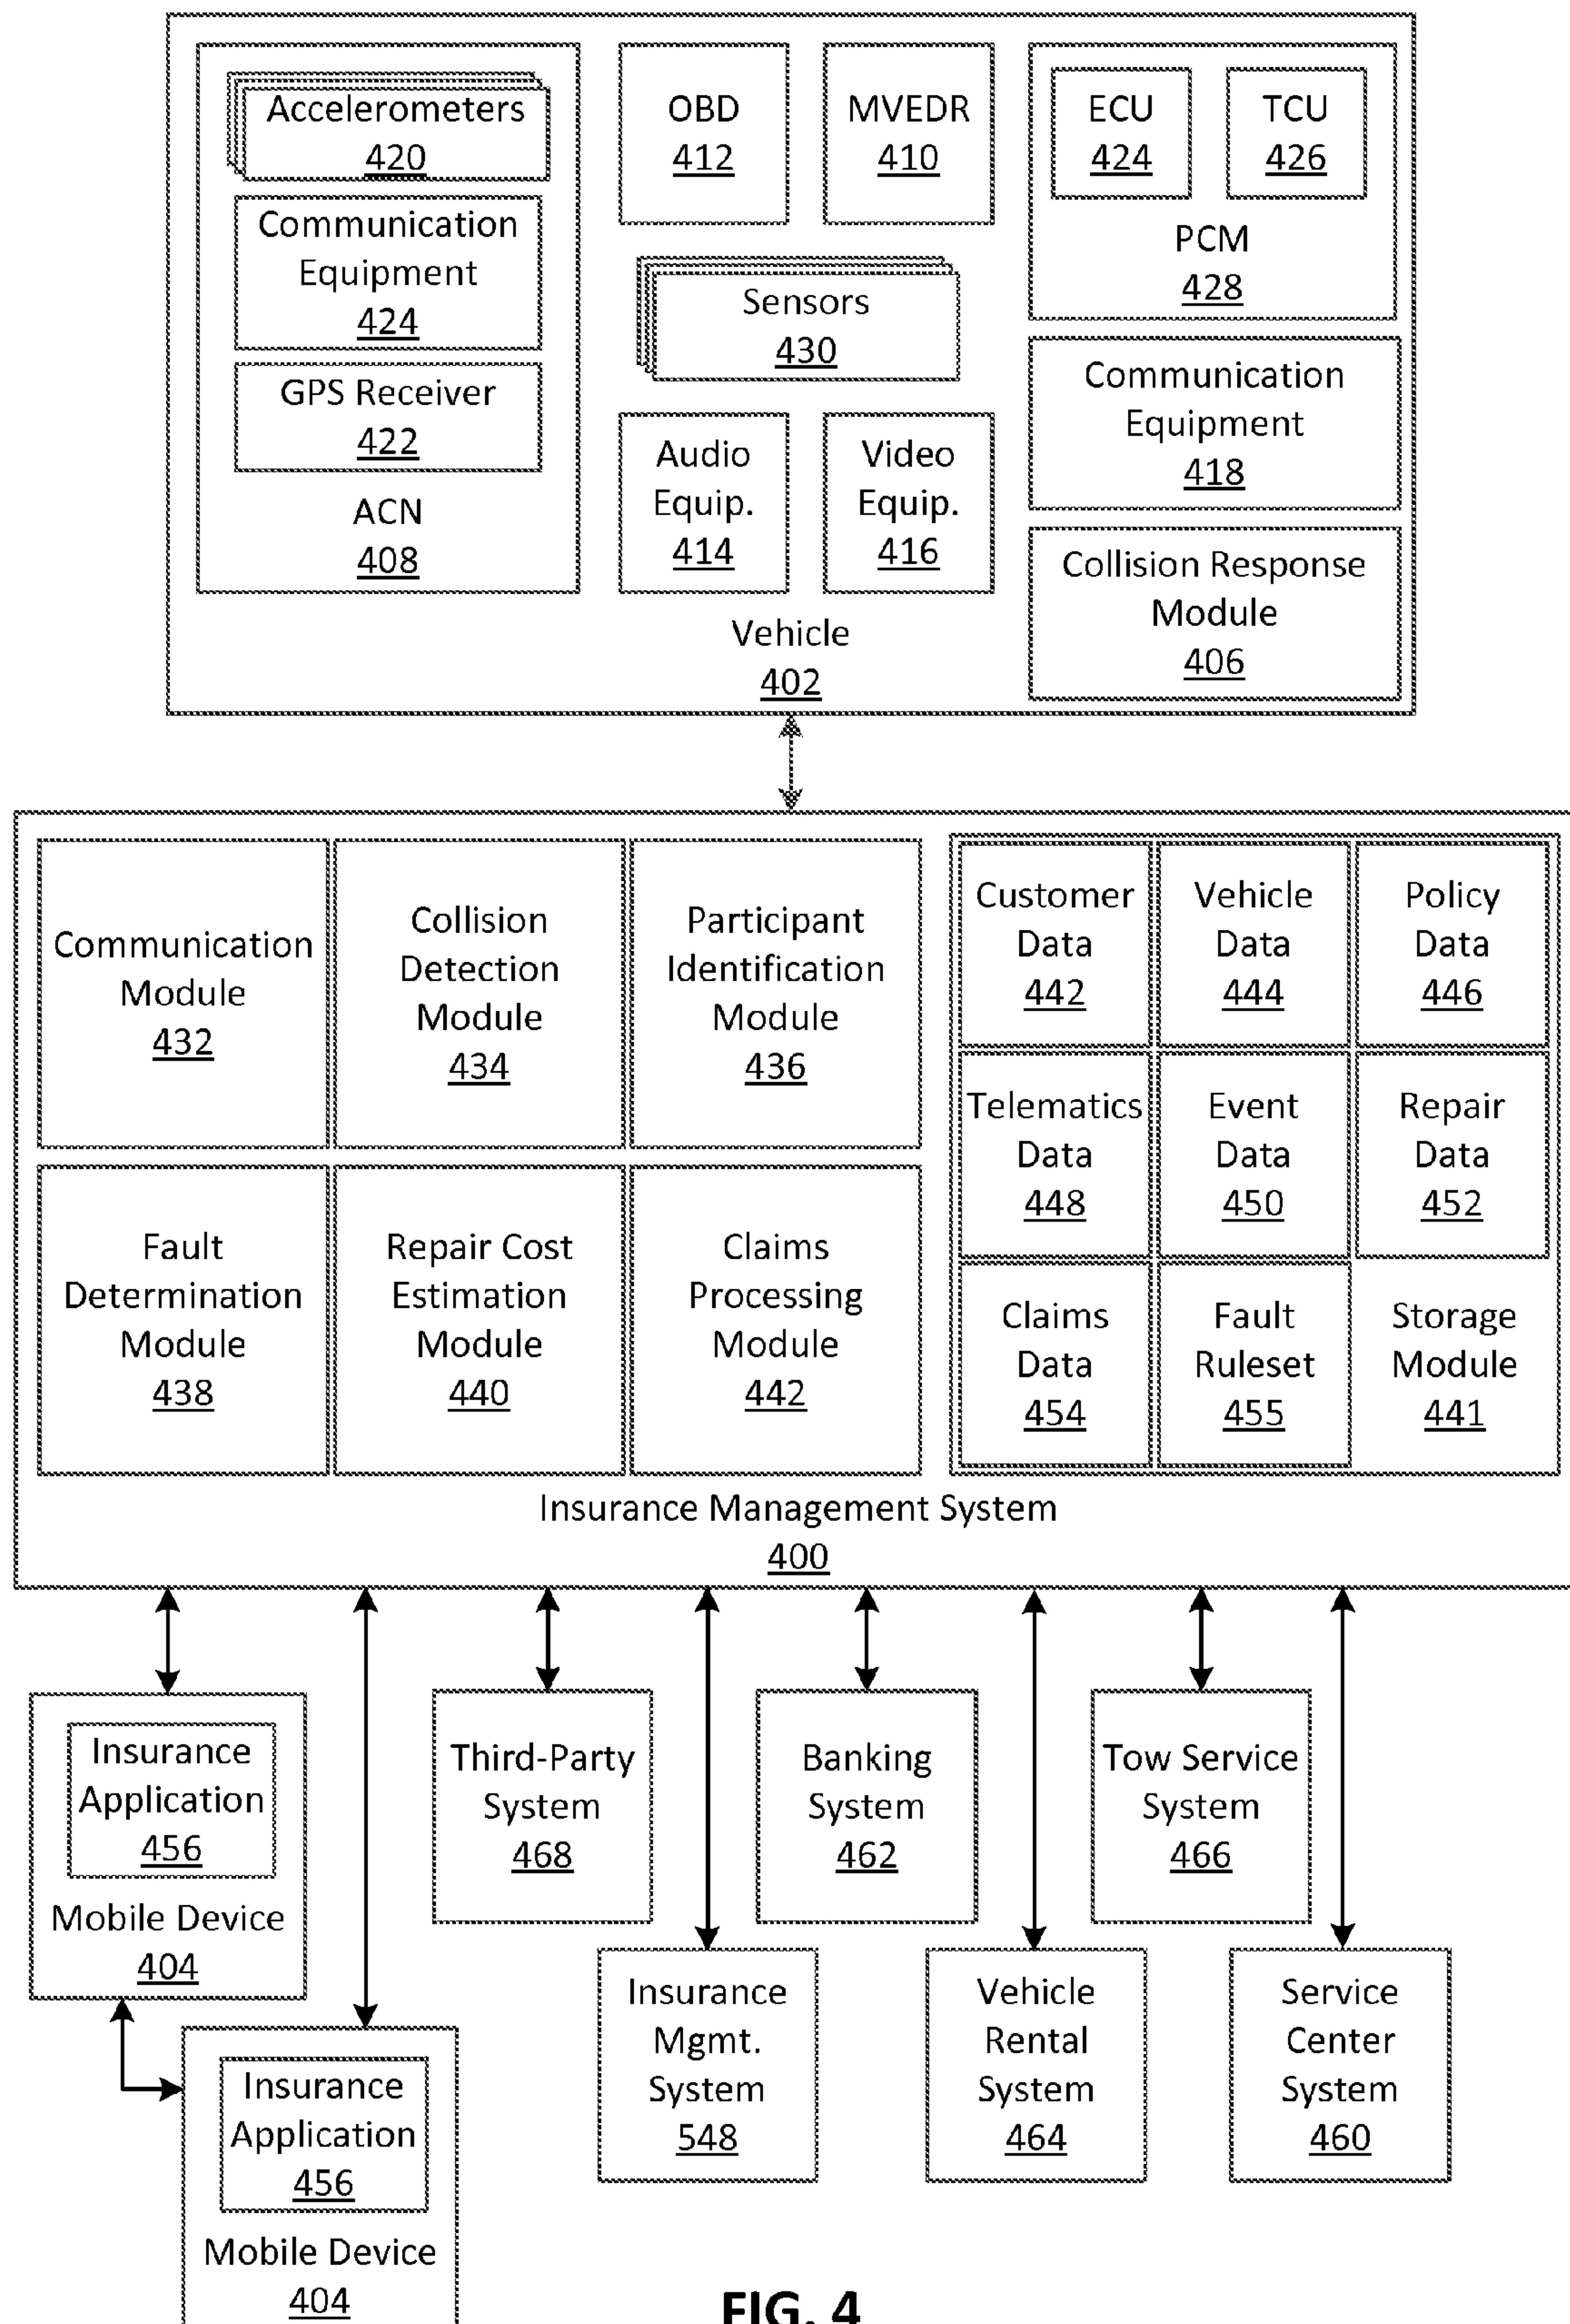 Accelerometers
420
Communication
Equipment
424
GPS Receiver
422
ACN
408
OBD
412
MVEDR
410
Sensors
430
Audio
Equip.
414
Video
Equip.
416
ECU
424
TCU
426
PCM
428
Communication
Equipment
418
Collision Response
Module
406
Vehicle
402
Communication
Module
432
Collision
Detection
Module
434
Participant
Identification
Module
436
Fault
Determination
Module
438
Repair Cost
Estimation
Module
440
Claims
Processing
Module
442
Customer
Data
442
Vehicle
Data
444
Policy
Data
446
Telematics
Data
448
Event
Data
450
Repair
Data
452
Claims
Data
454
Fault
Ruleset
455
Storage
Module
441
Insurance Management System
400
Insurance
Application
456
Mobile Device
404
Third-Party
System
468
Banking
System
462
Tow Service
System
466
Insurance
Application
456
Mobile Device
404
Insurance
Mgmt.
System
548
Vehicle
Rental
System
464
Service
Center
System
460
FIG. 4